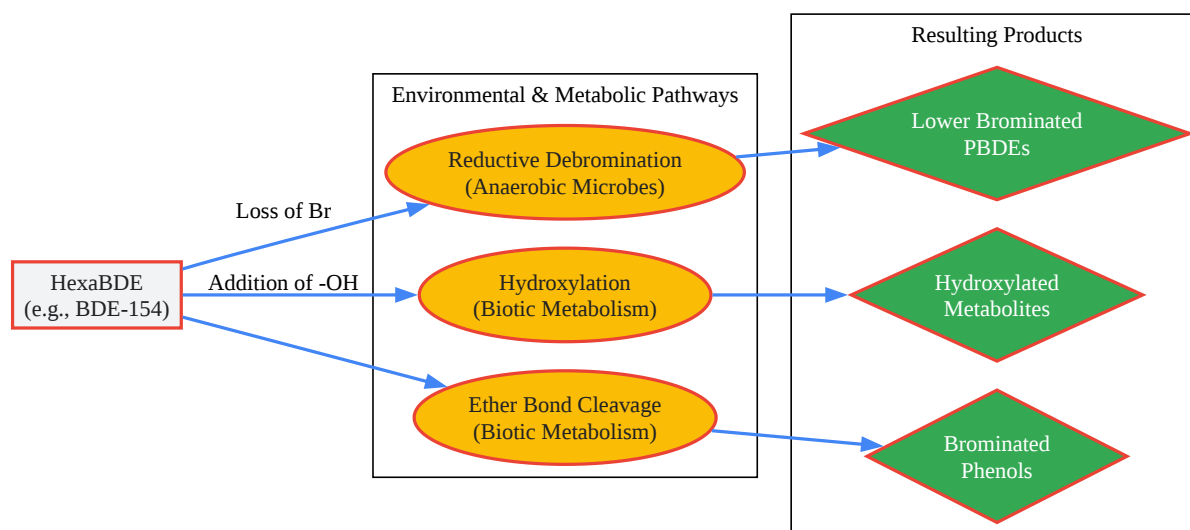 Resulting Products
Environmental & Metabolic Pathways
Lower Brominated
PBDEs
Reductive Debromination
(Anaerobic Microbes)
Loss of Br
HexaBDE
(e.g., BDE-154)
Addition of -OH
Hydroxylation
(Biotic Metabolism)
Hydroxylated
Metabolites
Ether Bond Cleavage
(Biotic Metabolism)
Brominated
Phenols